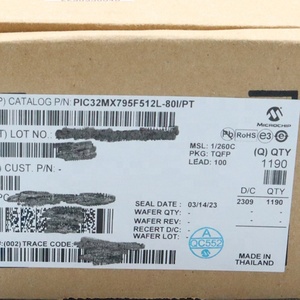 P) CATALOG P/N: PIC32MX795F512L-80I/PT
MICROCHIP
T) LOT NO.:
Pb RoHS e3
MSL: 1/260C
(Q) QTY
) CUST. P/N: -
PKG: TQFP
1190
LEAD: 100
D/C QTY
SEAL DATE: 03/14/23
2309 1190
WAFER QTY: -
WAFER REV: -
RECERT D/C: -
WAFER LOT:
A
QC552
:(002) TRACE CODE:
MADE IN
THAILAND